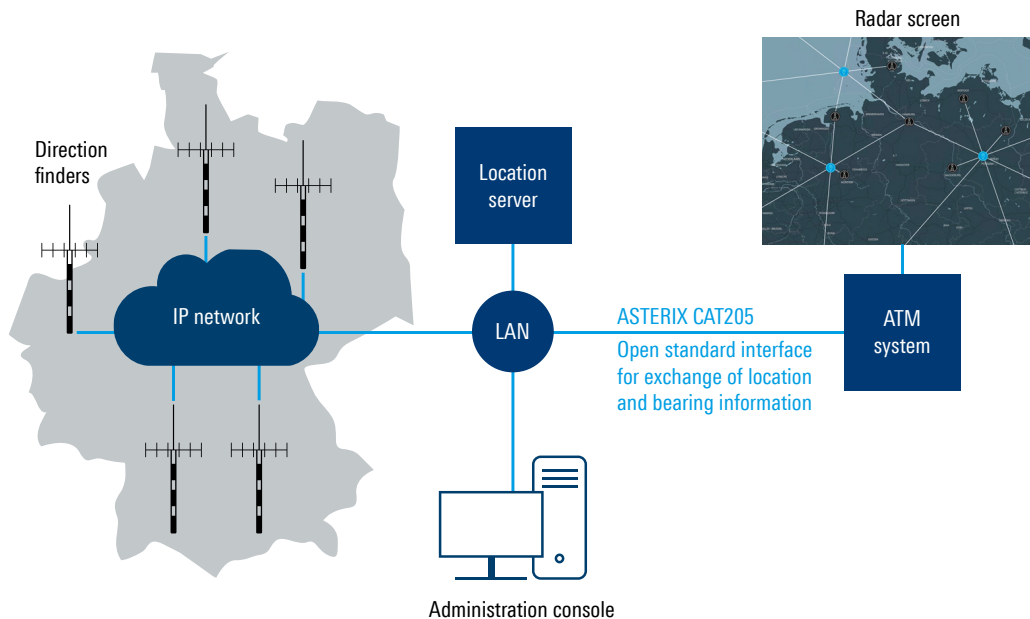 Radar screen
Direction
finders
Location
server
IP network
LAN
ASTERIX CAT205
Open standard interface
for exchange of location
and bearing information
ATM
system
Administration console